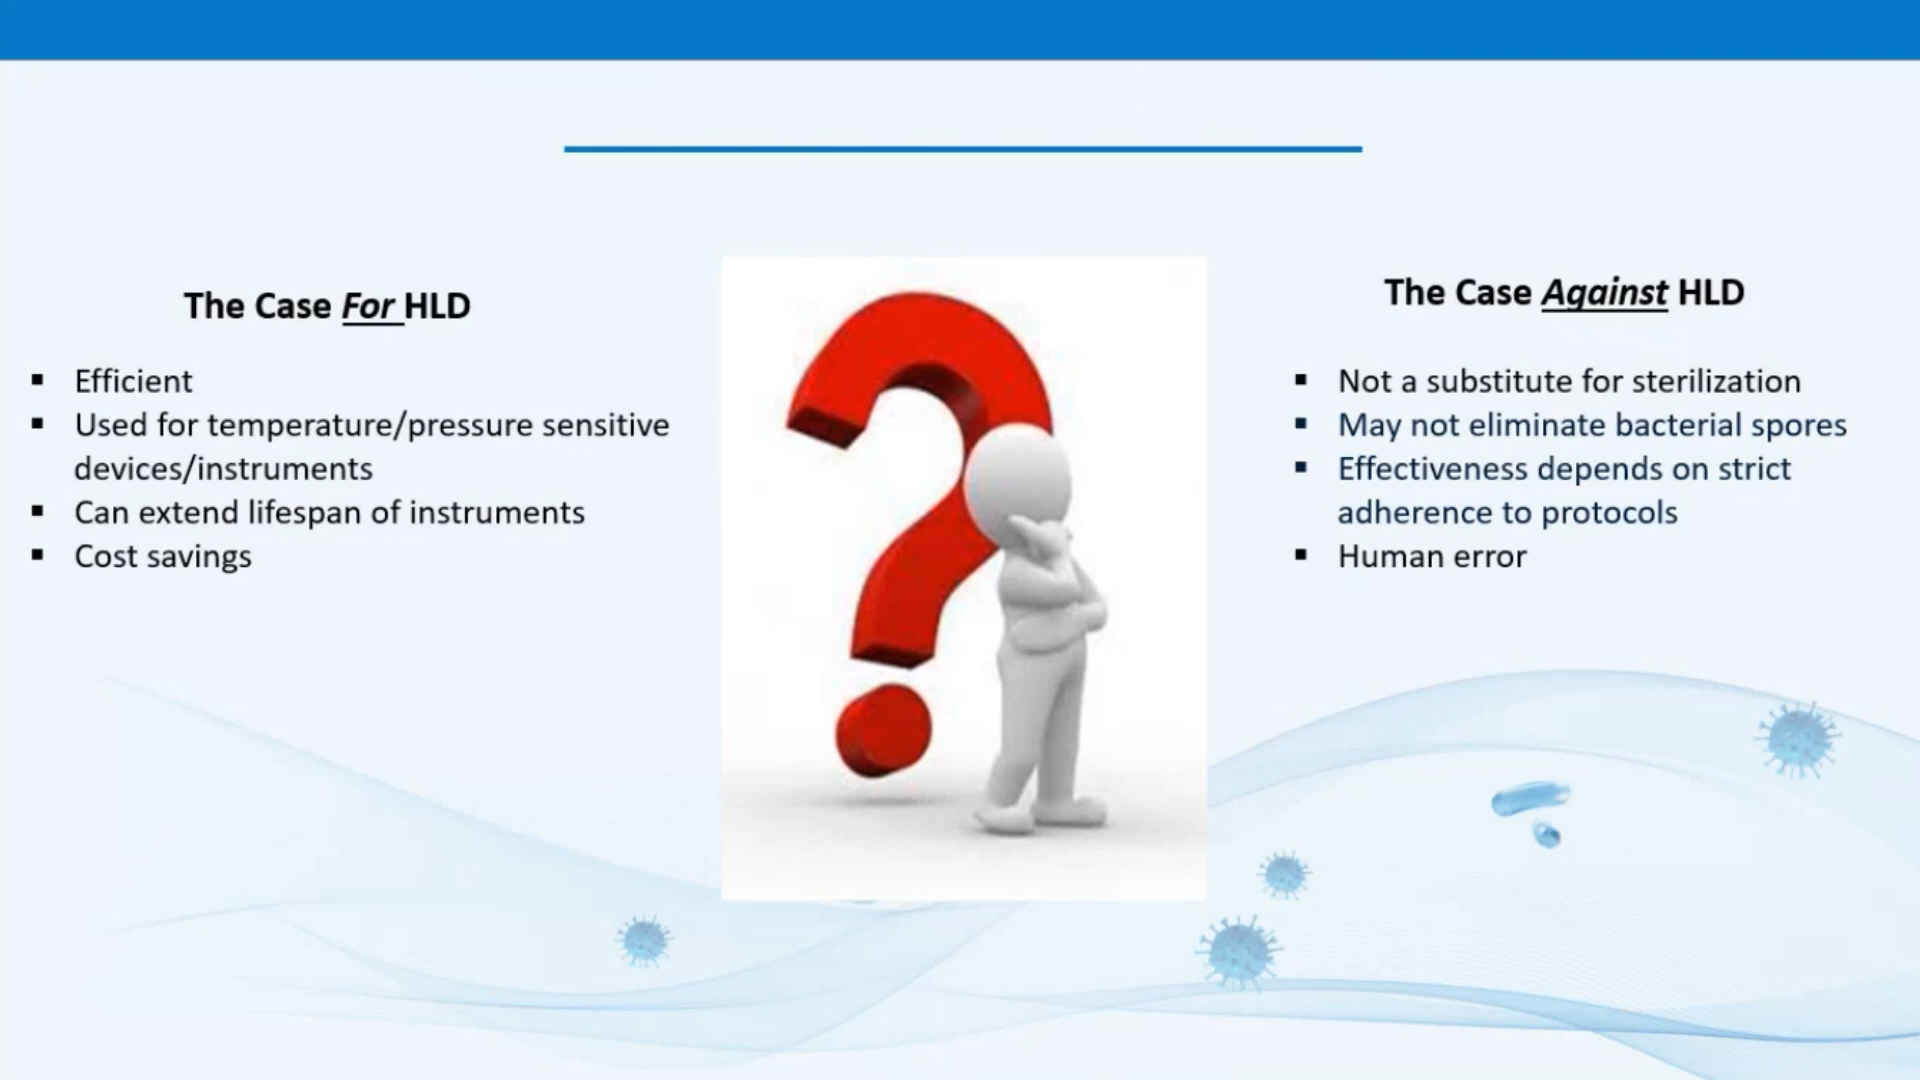 The Case For HLD
▪ Efficient
▪ Used for temperature/pressure sensitive
devices/instruments
▪ Can extend lifespan of instruments
▪ Cost savings
The Case Against HLD
▪ Not a substitute for sterilization
▪ May not eliminate bacterial spores
▪ Effectiveness depends on strict
adherence to protocols
▪ Human error